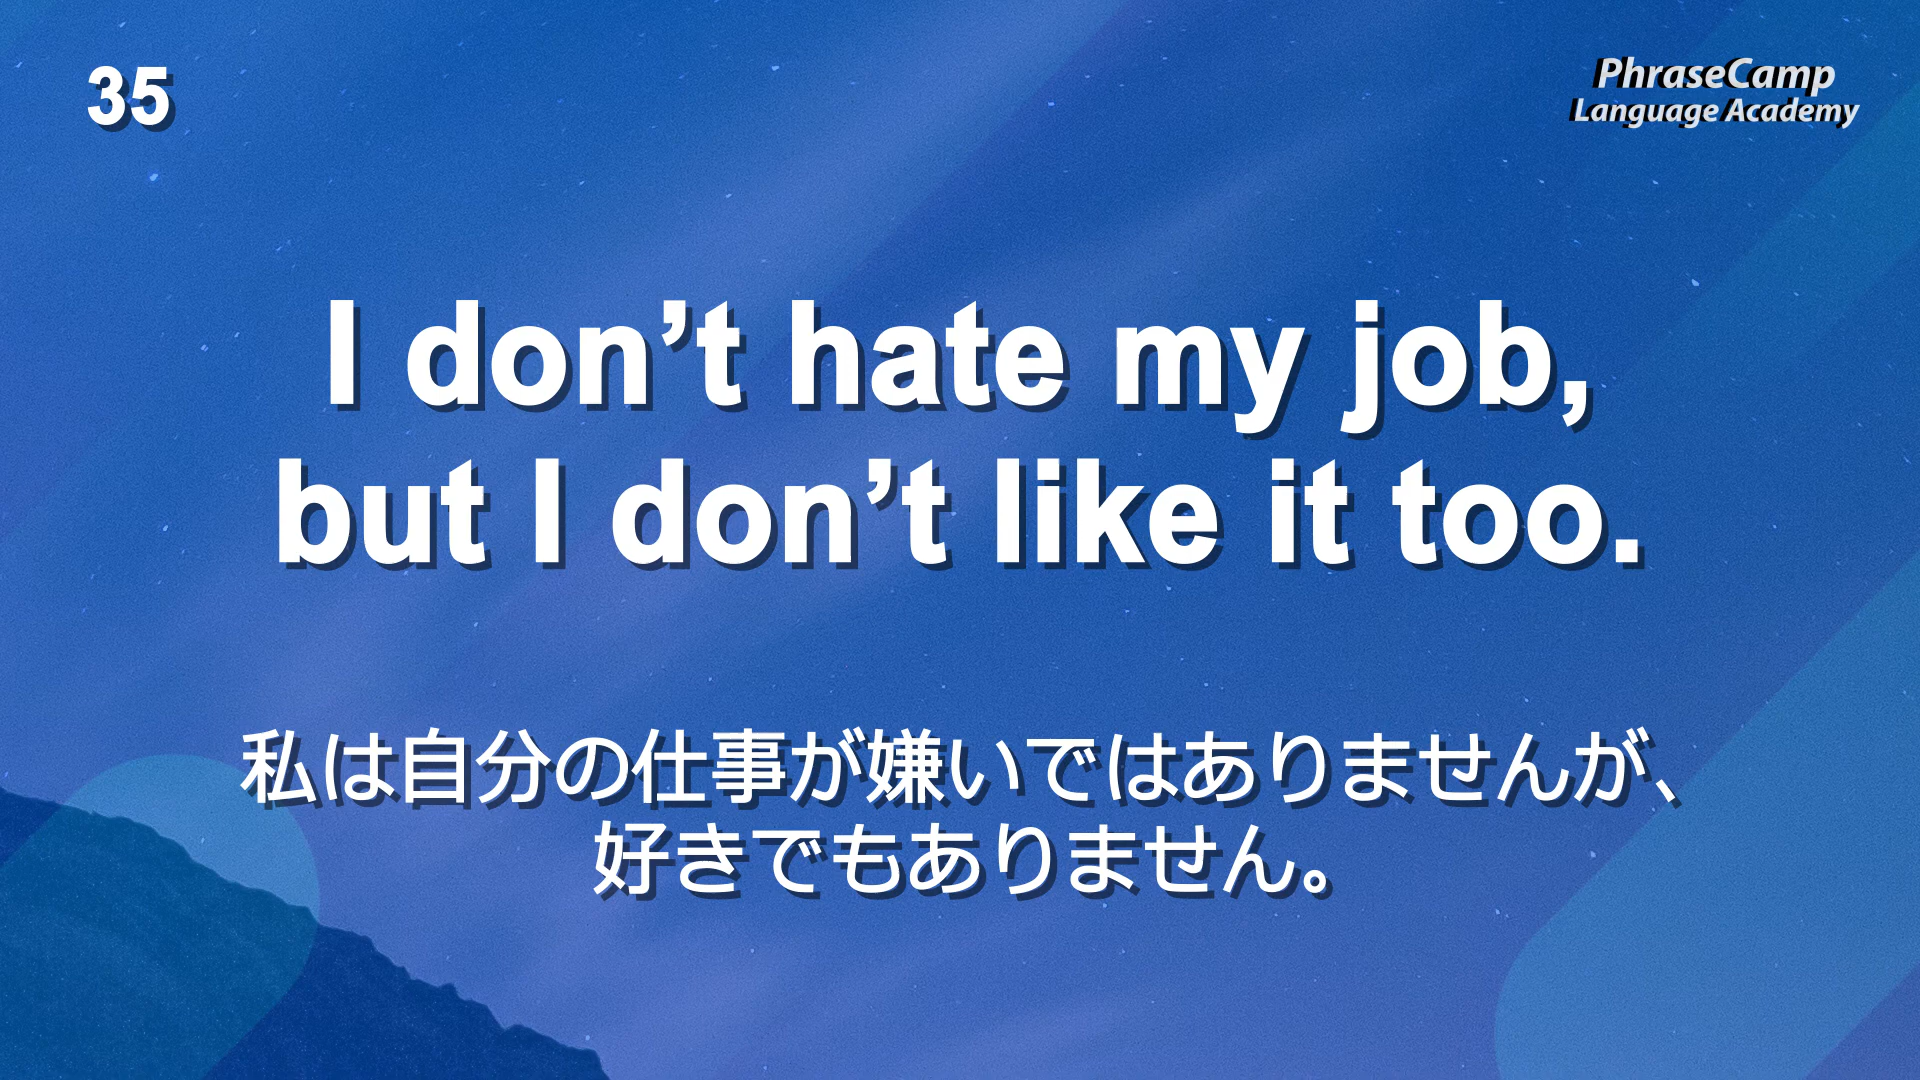 35
PhraseCamp
Language Academy
I don’t hate my job,
but I don’t like it too.
私は自分の仕事が嫌いではありませんが、
好きでもありません。